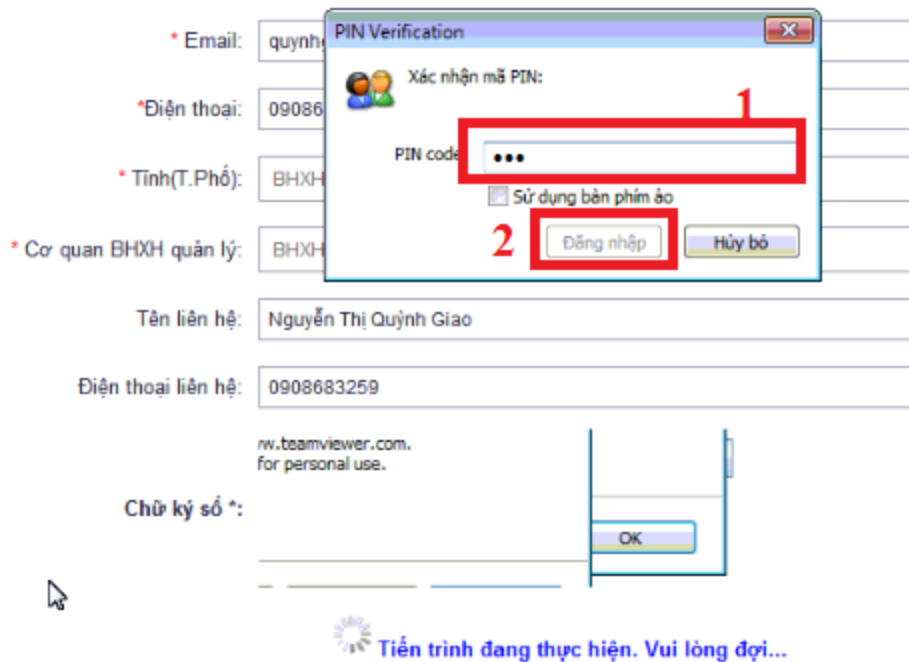 PIN Verification
* Email:
quynh
Xác nhận mã PIN:
1
*Điện thoại:
09086
PIN code
* Tỉnh(T.Phố):
BHXH
Sử dụng bàn phím ảo
2
Đăng nhập
Hủy bỏ
* Cơ quan BHXH quản lý:
BHXH
Tên liên hệ:
Nguyễn Thị Quỳnh Giao
Điện thoại liên hệ:
0908683259
w.teamviewer.com.
for personal use.
Chữ ký số *:
OK
Tiến trình đang thực hiện. Vui lòng đợi...